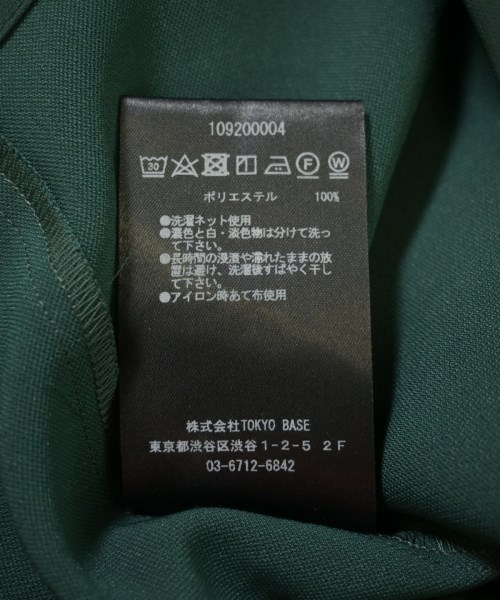 109200004
30 F W
ポリエステル 100%
●洗濯ネット使用
●濃色と白・淡色物は分けて洗っ
て下さい。
●長時間の浸漬や濡れたままの放
置は避け、洗濯後すばやく干し
て下さい。
●アイロン時あて布使用
株式会社TOKYO BASE
東京都渋谷区渋谷1-2-5 2F
03-6712-6842